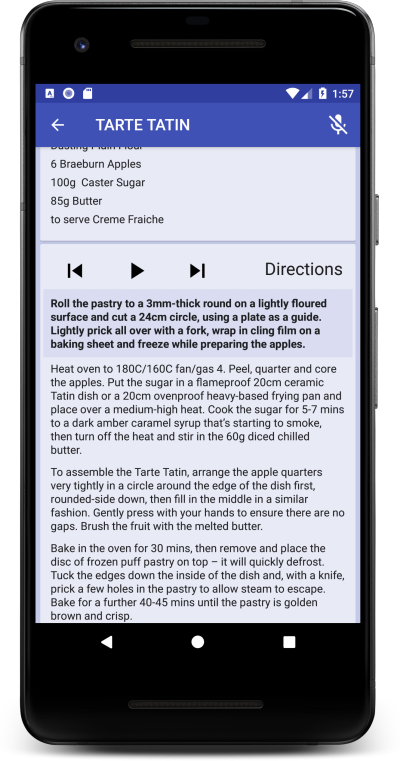 1:57
TARTE TATIN
Dusting Plain Flour
6 Braeburn Apples
100g  Caster Sugar
85g Butter
to serve Creme Fraiche
Directions
Roll the pastry to a 3mm-thick round on a lightly floured
surface and cut a 24cm circle, using a plate as a guide.
Lightly prick all over with a fork, wrap in cling film on a
baking sheet and freeze while preparing the apples.
Heat oven to 180C/160C fan/gas 4. Peel, quarter and core
the apples. Put the sugar in a flameproof 20cm ceramic
Tatin dish or a 20cm ovenproof heavy-based frying pan and
place over a medium-high heat. Cook the sugar for 5-7 mins
to a dark amber caramel syrup that's starting to smoke,
then turn off the heat and stir in the 60g diced chilled
butter.
To assemble the Tarte Tatin, arrange the apple quarters
very tightly in a circle around the edge of the dish first,
rounded-side down, then fill in the middle in a similar
fashion. Gently press with your hands to ensure there are no
gaps. Brush the fruit with the melted butter.
Bake in the oven for 30 mins, then remove and place the
disc of frozen puff pastry on top – it will quickly defrost.
Tuck the edges down the inside of the dish and, with a knife,
prick a few holes in the pastry to allow steam to escape.
Bake for a further 40-45 mins until the pastry is golden
brown and crisp.